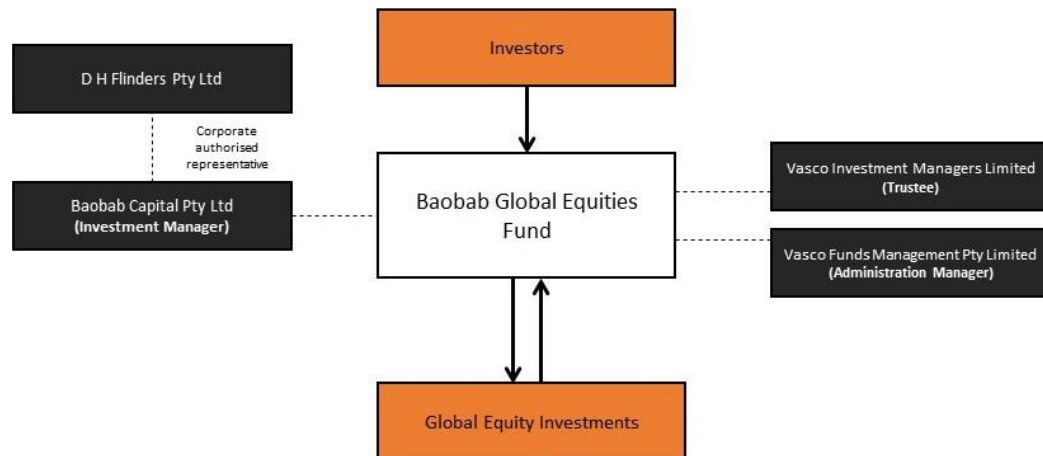 Investors
D H Flinders Pty Ltd
Corporate
authorised
representative
Baobab Capital Pty Ltd
(Investment Manager)
Baobab Global Equities
Fund
Vasco Investment Managers Limited
(Trustee)
Vasco Funds Management Pty Limited
(Administration Manager)
Global Equity Investments